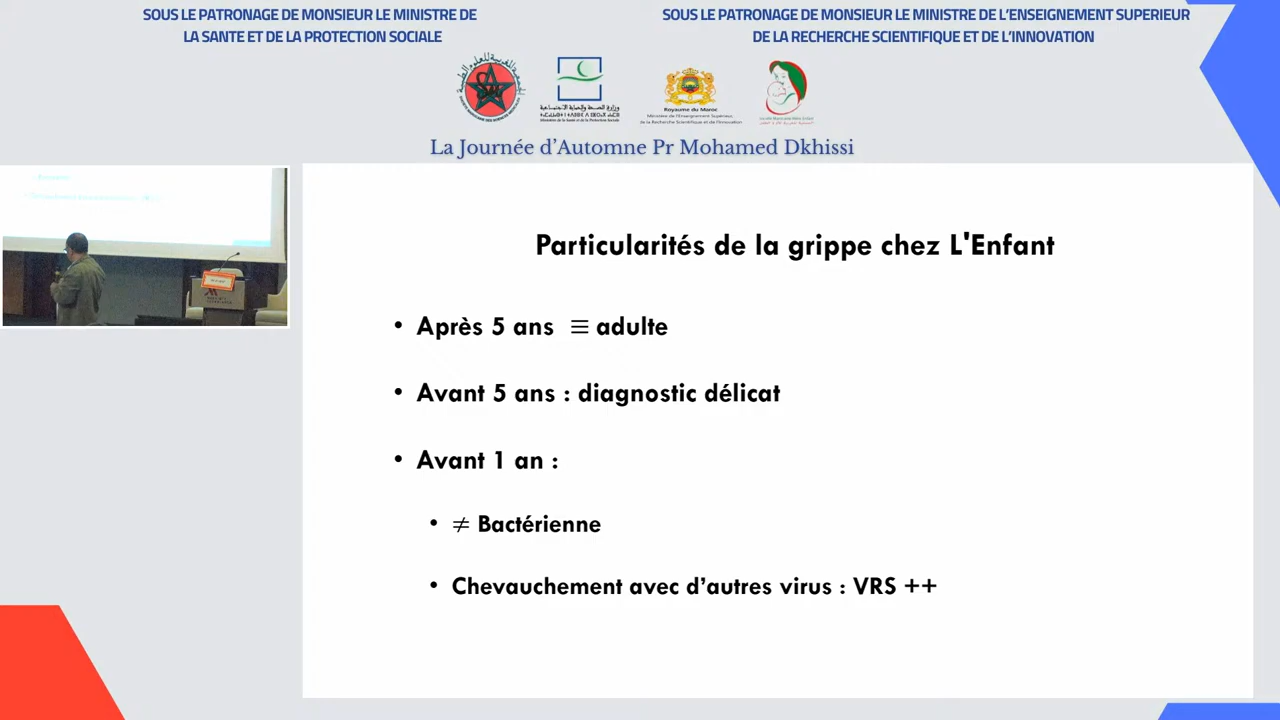 SOUS LE PATRONAGE DE MONSIEUR LE MINISTRE DE
LA SANTE ET DE LA PROTECTION SOCIALE
SOUS LE PATRONAGE DE MONSIEUR LE MINISTRE DE L'ENSEIGNEMENT SUPERIEUR
DE LA RECHERCHE SCIENTIFIQUE ET DE L'INNOVATION
Royaume du Maroc
La Journée d'Automne Pr Mohamed Dkhissi
Particularités de la grippe chez L'Enfant
• Après 5 ans ≡ adulte
• Avant 5 ans : diagnostic délicat
• Avant 1 an :
• ≠ Bactérienne
• Chevauchement avec d'autres virus : VRS ++